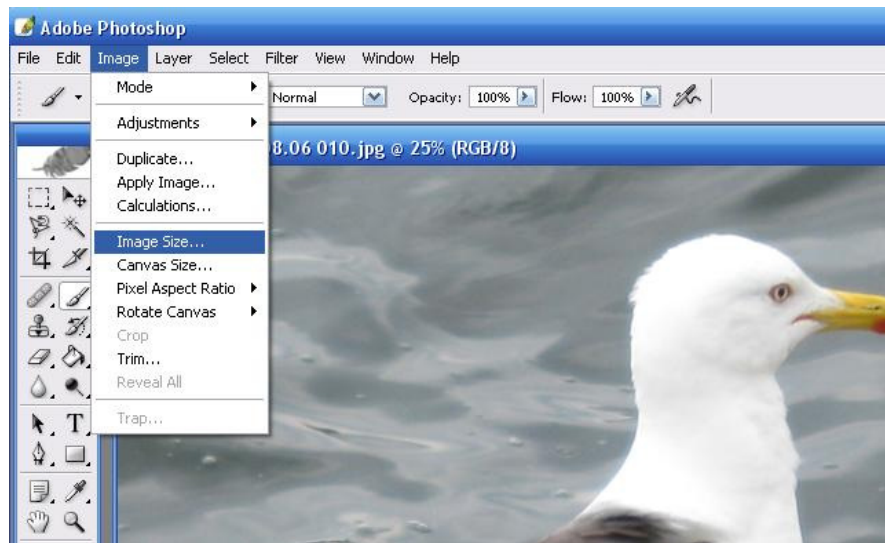 Adobe Photoshop
File Edit Image Layer Select Filter View Window Help
Mode
Normal Opacity: 100% Flow: 100%
Adjustments
8.06 010.jpg @ 25% (RGB/8)
Duplicate...
Apply Image...
Calculations...
Image Size...
Canvas Size...
Pixel Aspect Ratio
Rotate Canvas
Crop
Trim...
Reveal All
Trap...
T